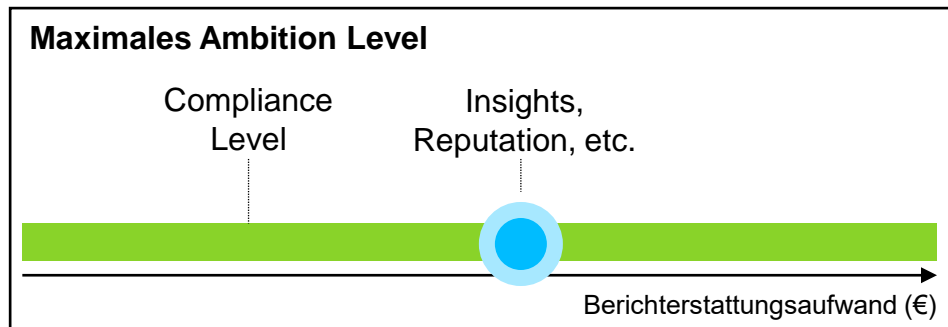 Maximales Ambition Level
Compliance
Level
Insights,
Reputation, etc.
Berichterstattungsaufwand (€)